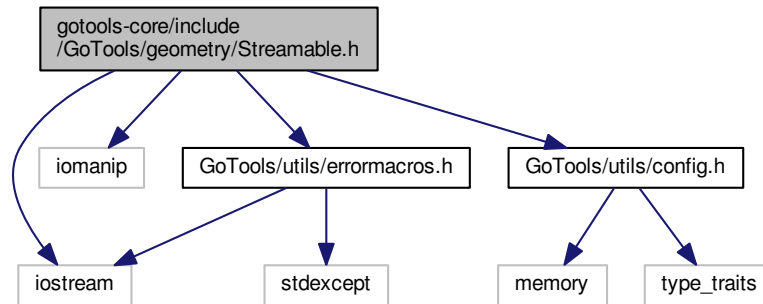 gotools-core/include
/GoTools/geometry/Streamable.h
iomanip
GoTools/utils/errormacros.h
GoTools/utils/config.h
iostream
stdexcept
memory
type_traits